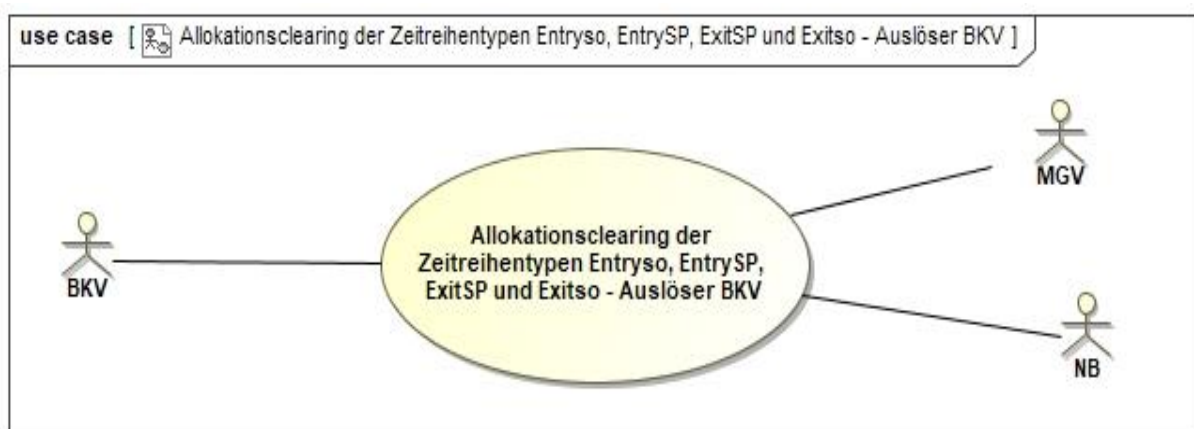 use case [ Allokationsclearing der Zeitreihentypen Entryso, EntrySP, ExitSP und Exitso - Auslöser BKV ]
MGV
Allokationsclearing der
Zeitreihentypen Entryso, EntrySP,
ExitSP und Exitso - Auslöser BKV
BKV
NB